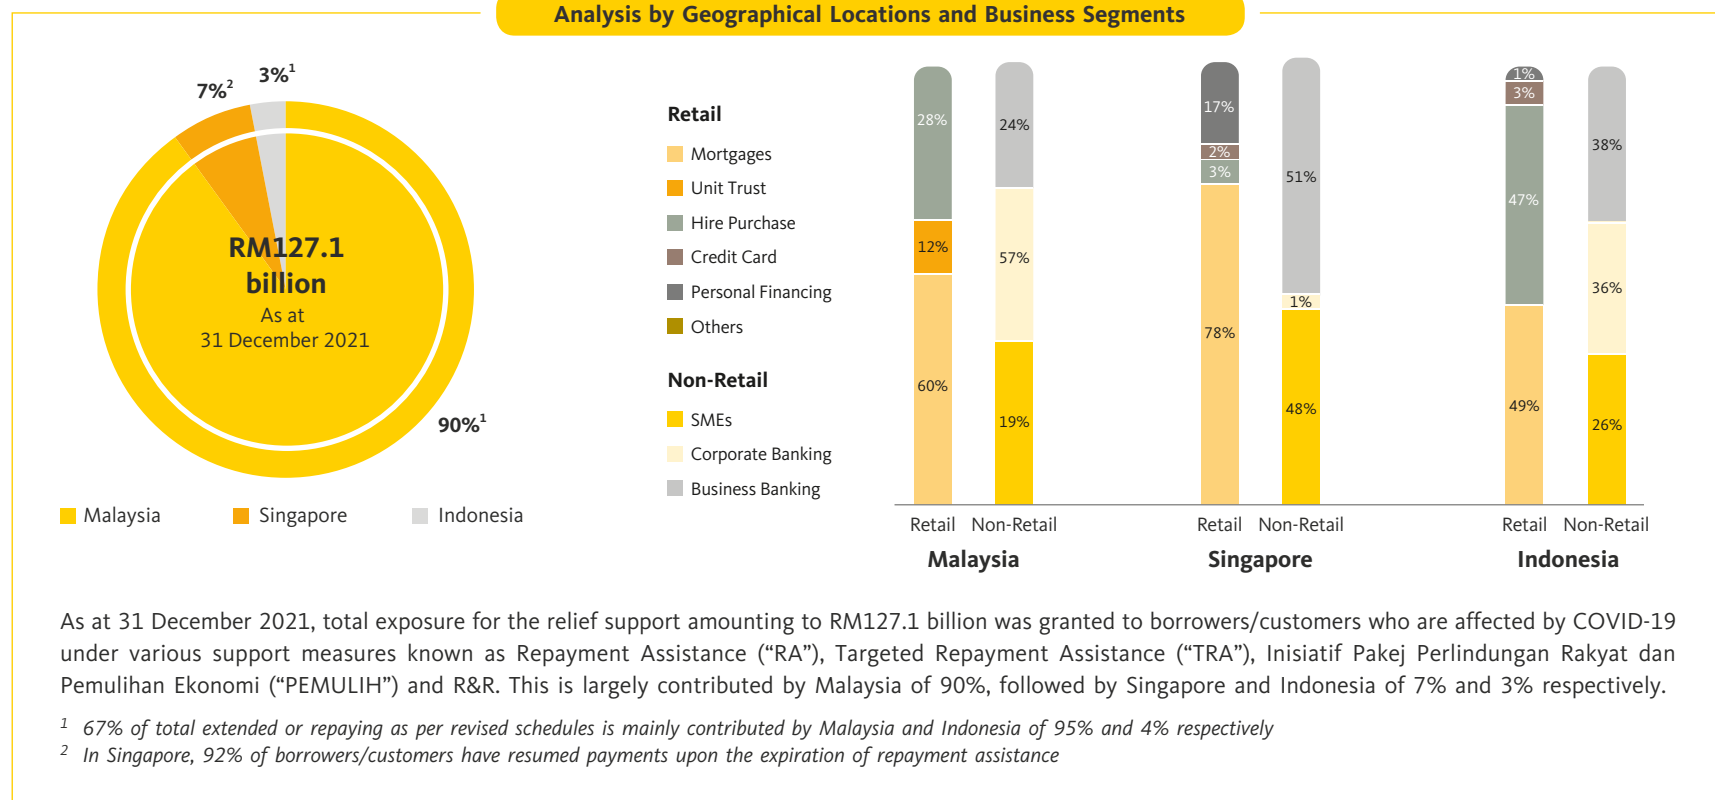 Analysis by Geographical Locations and Business Segments
7%²
3%¹
RM127.1
billion
As at
31 December 2021
90%¹
Malaysia
Singapore
Indonesia
Retail
Mortgages
Unit Trust
Hire Purchase
Credit Card
Personal Financing
Others
Non-Retail
SMEs
Corporate Banking
Business Banking
28%
12%
60%
24%
57%
19%
17%
2%
3%
78%
51%
1%
48%
1%
3%
47%
49%
38%
36%
26%
Retail Non-Retail
Malaysia
Retail Non-Retail
Singapore
Retail Non-Retail
Indonesia
As at 31 December 2021, total exposure for the relief support amounting to RM127.1 billion was granted to borrowers/customers who are affected by COVID-19
under various support measures known as Repayment Assistance (“RA”), Targeted Repayment Assistance (“TRA”), Inisiatif Pakej Perlindungan Rakyat dan
Pemulihan Ekonomi (“PEMULIH”) and R&R. This is largely contributed by Malaysia of 90%, followed by Singapore and Indonesia of 7% and 3% respectively.
¹ 67% of total extended or repaying as per revised schedules is mainly contributed by Malaysia and Indonesia of 95% and 4% respectively
² In Singapore, 92% of borrowers/customers have resumed payments upon the expiration of repayment assistance